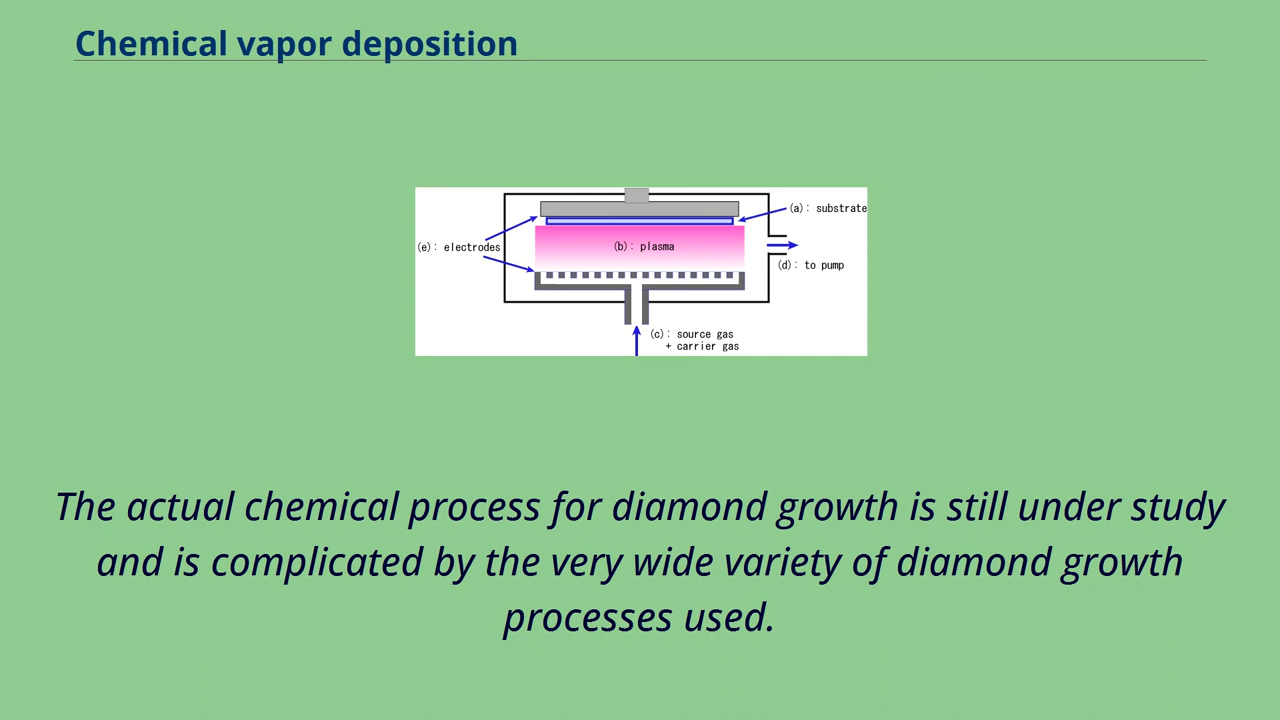 Chemical vapor deposition
(a): substrate
(e): electrodes
(b): plasma
(d): to pump
(c): source gas
+ carrier gas
The actual chemical process for diamond growth is still under study
and is complicated by the very wide variety of diamond growth
processes used.